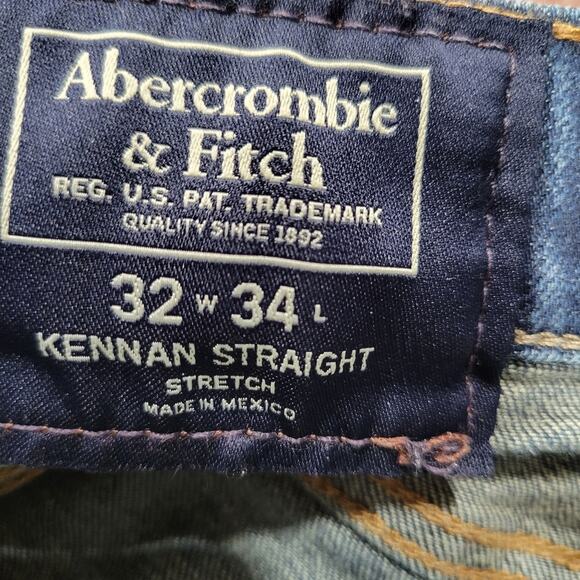 Abercrombie
& Fitch
REG. U.S. PAT. TRADEMARK
QUALITY SINCE 1892
32 W 34 L
KENNAN STRAIGHT
STRETCH
MADE IN MEXICO